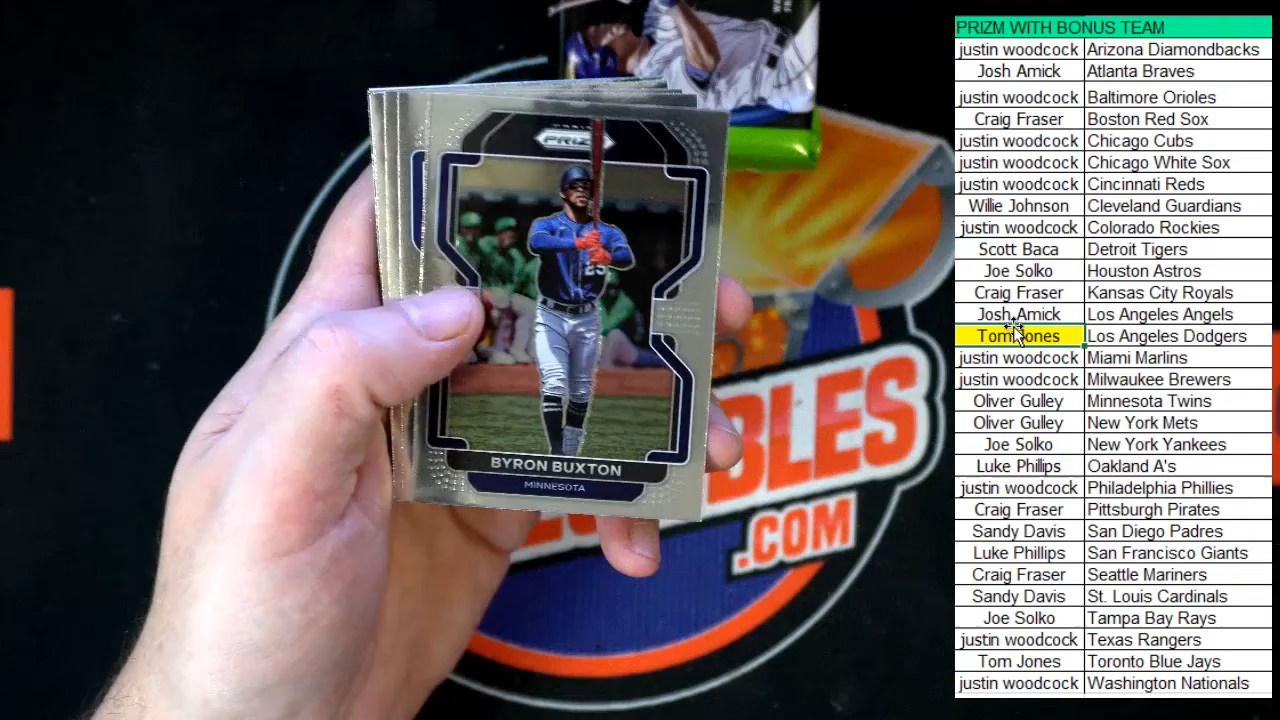 PRIZM
25
BYRON BUXTON
MINNESOTA
BLES
.COM
PRIZM WITH BONUS TEAM
justin woodcock Arizona Diamondbacks
Josh Amick Atlanta Braves
justin woodcock Baltimore Orioles
Craig Fraser Boston Red Sox
justin woodcock Chicago Cubs
justin woodcock Chicago White Sox
justin woodcock Cincinnati Reds
Willie Johnson Cleveland Guardians
justin woodcock Colorado Rockies
Scott Baca Detroit Tigers
Joe Solko Houston Astros
Craig Fraser Kansas City Royals
Josh Amick Los Angeles Angels
Tom Jones Los Angeles Dodgers
justin woodcock Miami Marlins
justin woodcock Milwaukee Brewers
Oliver Gulley Minnesota Twins
Oliver Gulley New York Mets
Joe Solko New York Yankees
Luke Phillips Oakland A's
justin woodcock Philadelphia Phillies
Craig Fraser Pittsburgh Pirates
Sandy Davis San Diego Padres
Luke Phillips San Francisco Giants
Craig Fraser Seattle Mariners
Sandy Davis St. Louis Cardinals
Joe Solko Tampa Bay Rays
justin woodcock Texas Rangers
Tom Jones Toronto Blue Jays
justin woodcock Washington Nationals